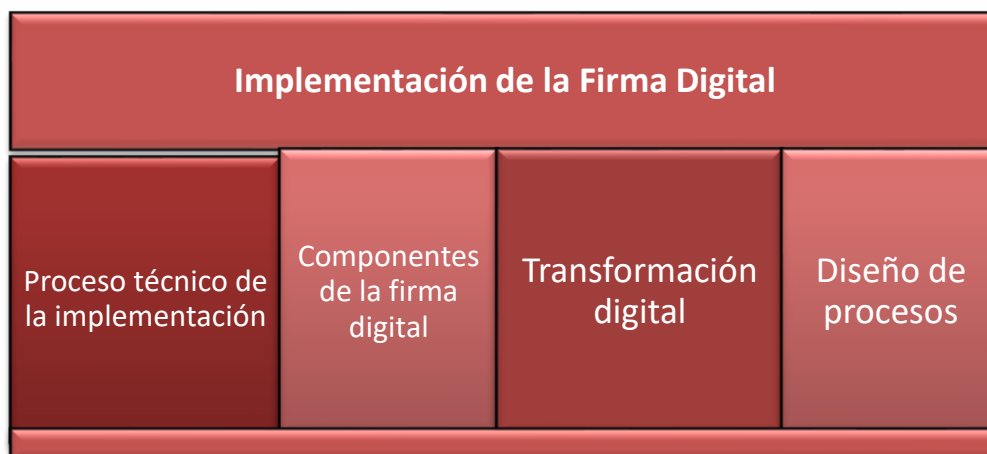 Implementación de la Firma Digital
Proceso técnico de
la implementación
Componentes
de la firma
digital
Transformación
digital
Diseño de
procesos